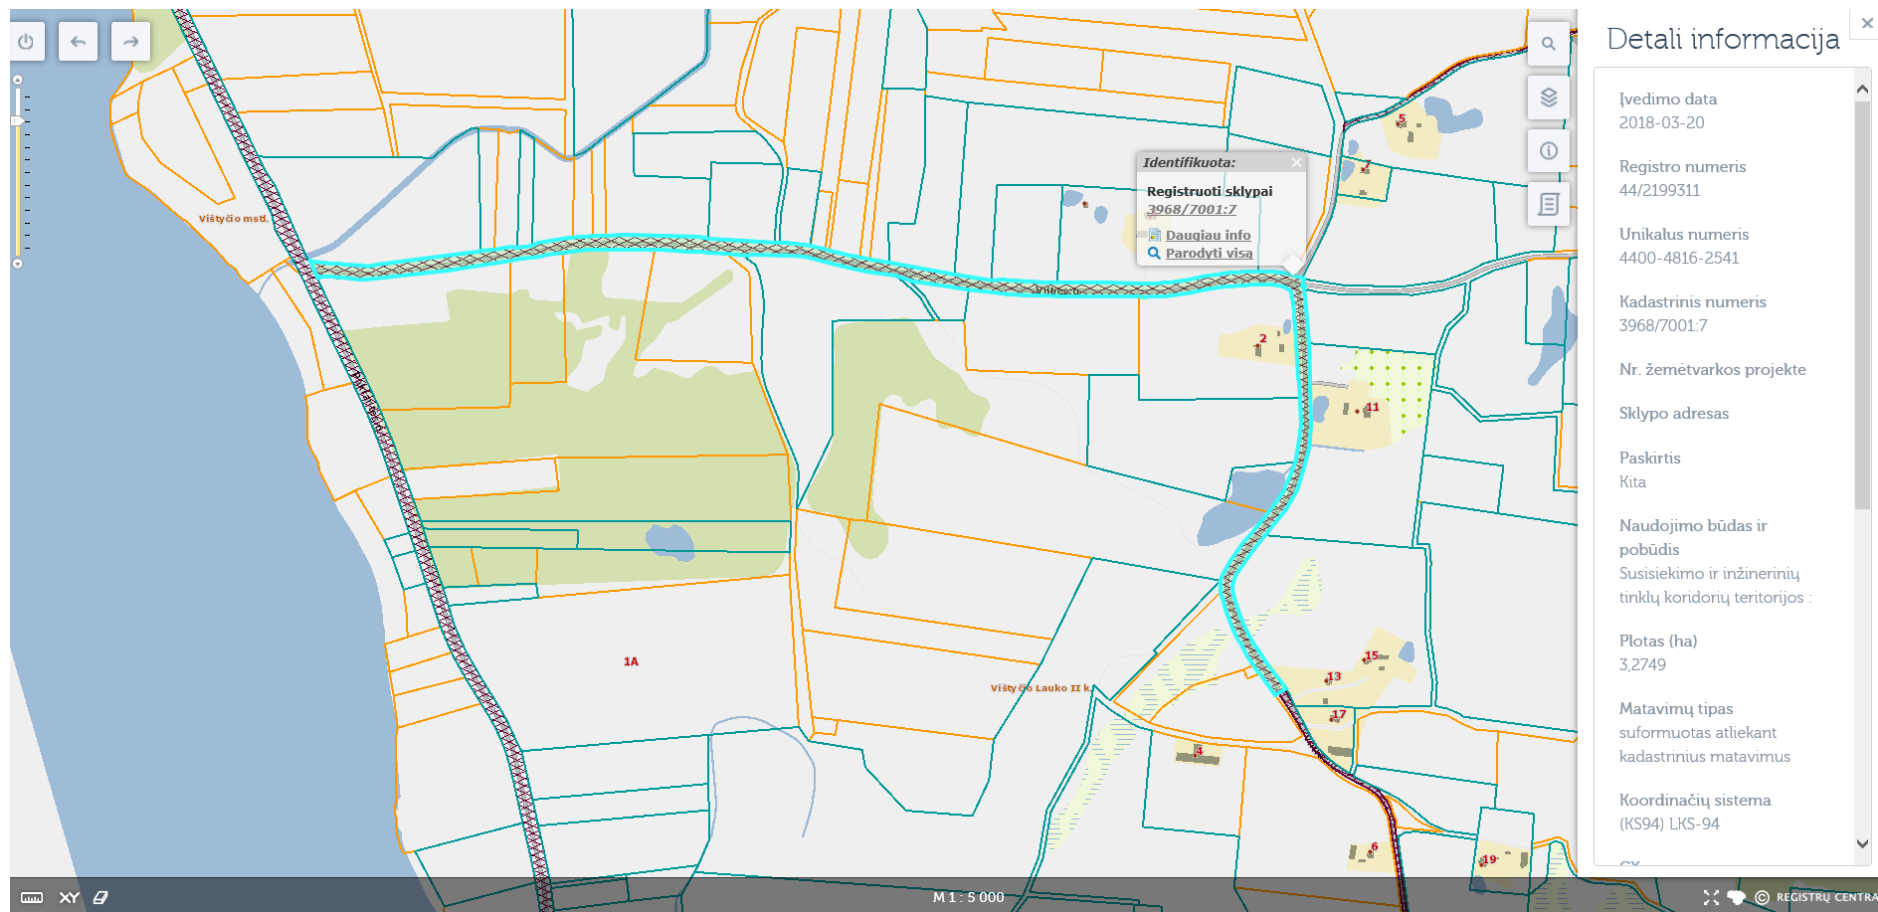 Detali informacija
Įvedimo data
2018-03-20
Registro numeris
44/2199311
Unikalus numeris
4400-4816-2541
Kadastrinis numeris
3968/7001:7
Nr. žemėtvarkos projekte
Sklypo adresas
Paskirtis
Kita
Naudojimo būdas ir
pobūdis
Susisiekimo ir inžinerinių
tinklų koridorių teritorijos :
Plotas (ha)
3,2749
Matavimų tipas
suformuotas atliekant
kadastrinius matavimus
Koordinačių sistema
(KS94) LKS-94
Identifikuota:
Registruoti sklypai
3968/7001:7
Daugiau info
Parodyti visą
Vištyčio mstl.
Vištyčio Lauko II k.
5
7
2
11
1A
15
13
17
4
6
19
XY
M 1 : 5 000
© REGISTRŲ CENTRA